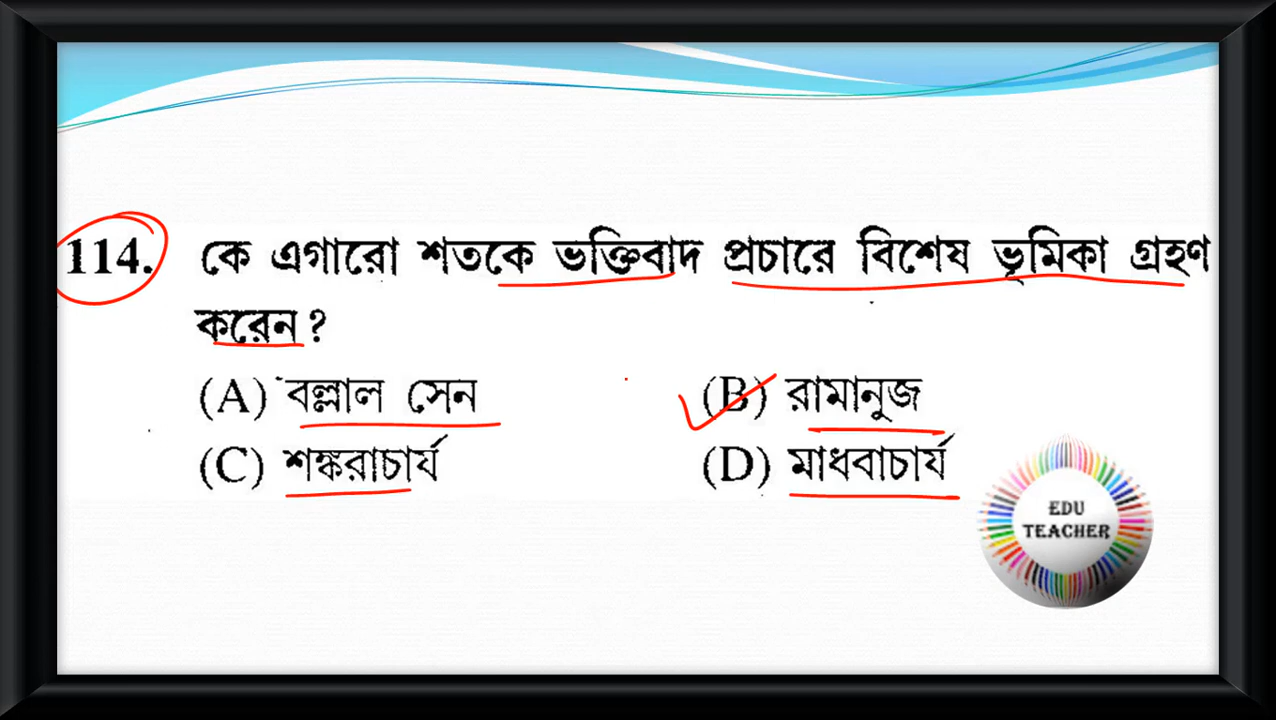 114. কে এগারো শতকে ভক্তিবাদ প্রচারে বিশেষ ভূমিকা গ্রহণ
করেন?
(A) বল্লাল সেন (B) রামানুজ
(C) শঙ্করাচার্য (D) মাধবাচার্য
EDU
TEACHER